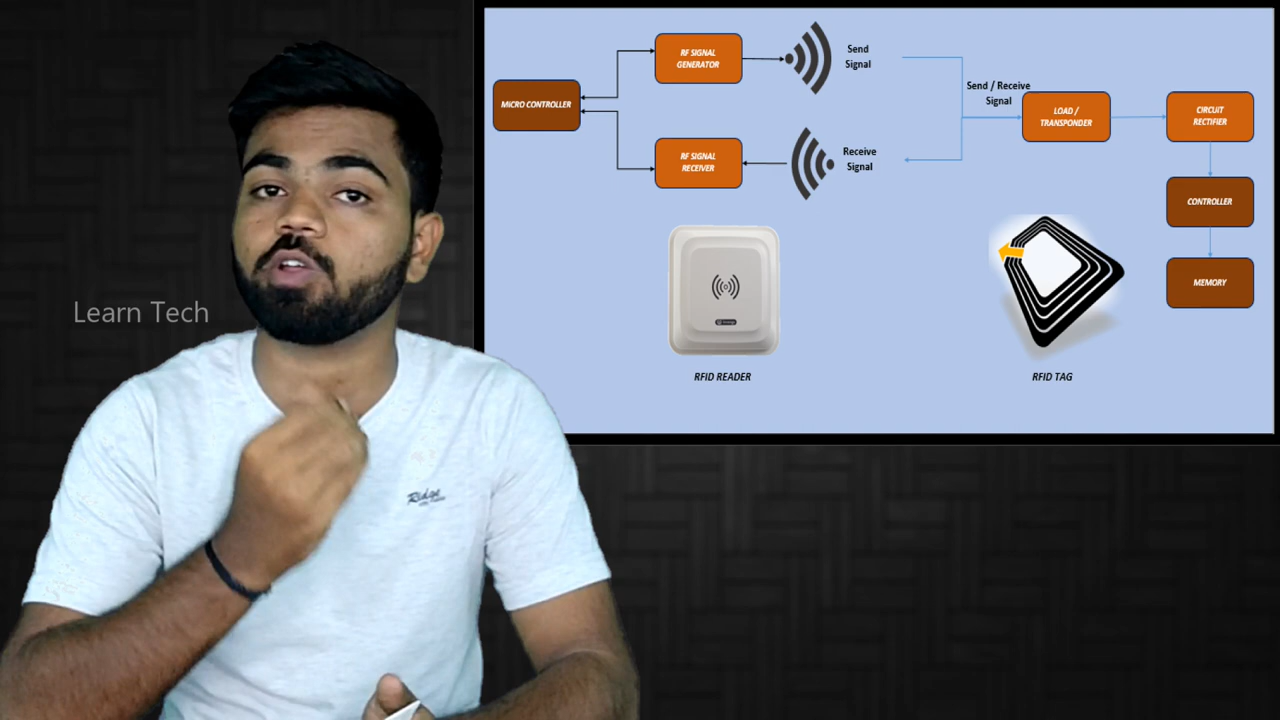 Learn Tech
MICRO CONTROLLER
RF SIGNAL
GENERATOR
Send
Signal
RF SIGNAL
RECEIVER
Receive
Signal
Send / Receive
Signal
LOAD /
TRANSPONDER
CIRCUIT
RECTIFIER
CONTROLLER
MEMORY
RFID READER
RFID TAG